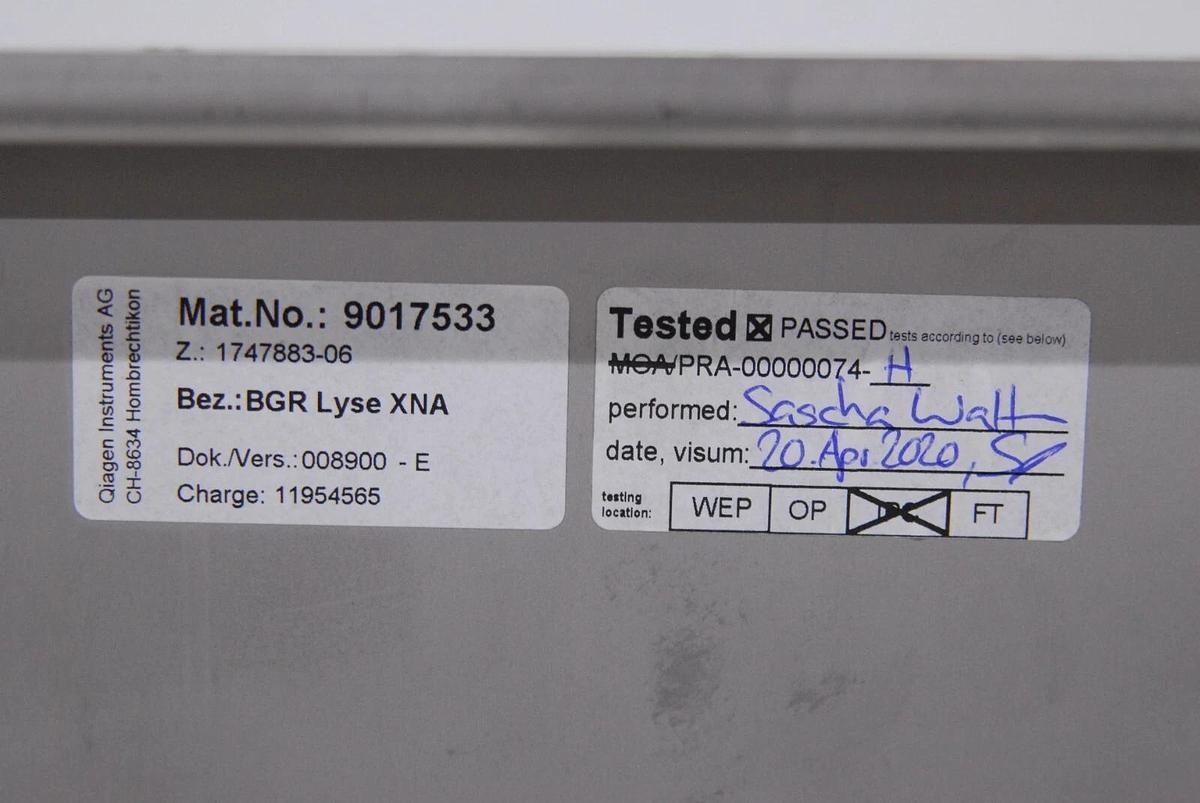 Qiagen Instruments AG
CH-8634 Hombrechtikon
Mat.No.: 9017533
Z.: 1747883-06
Bez.:BGR Lyse XNA
Dok./Vers.:008900 - E
Charge: 11954565
Tested ☒ PASSED tests according to (see below)
MOA/PRA-00000074-H
performed: Sascha Walt
date, visum: 20.Apr.2020,
testing
location: WEP OP FT